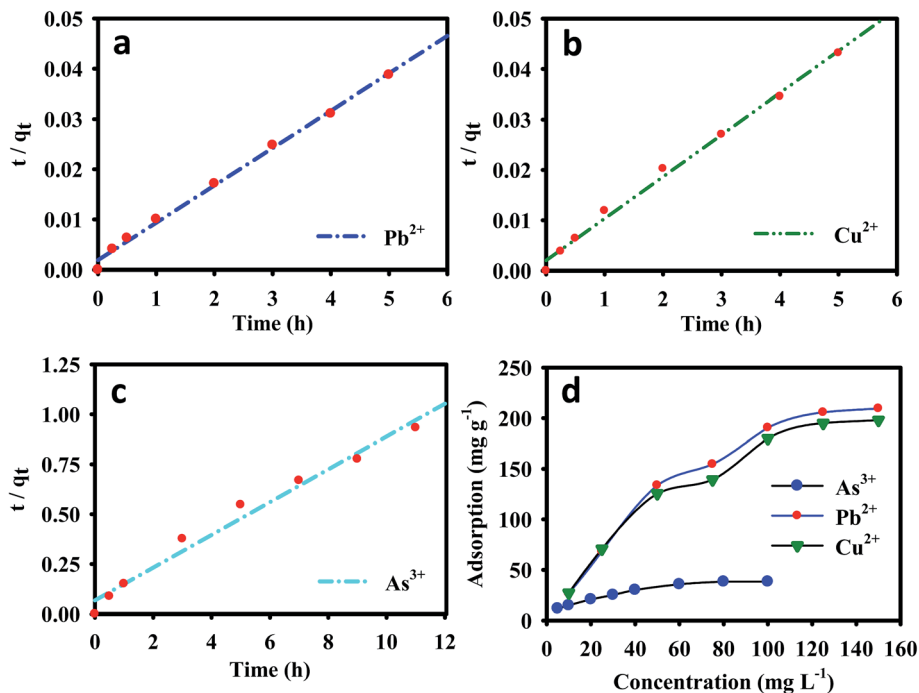 a
t / qt
0.05
0.04
0.03
0.02
0.01
0.00
Pb2+
0 1 2 3 4 5 6
Time (h)
b
t / qt
0.05
0.04
0.03
0.02
0.01
0.00
Cu2+
0 1 2 3 4 5 6
Time (h)
c
t / qt
1.25
1.00
0.75
0.50
0.25
0.00
As3+
0 2 4 6 8 10 12
Time (h)
d
Adsorption (mg g-1)
250
200
150
100
50
0
As3+
Pb2+
Cu2+
0 20 40 60 80 100 120 140 160
Concentration (mg L-1)